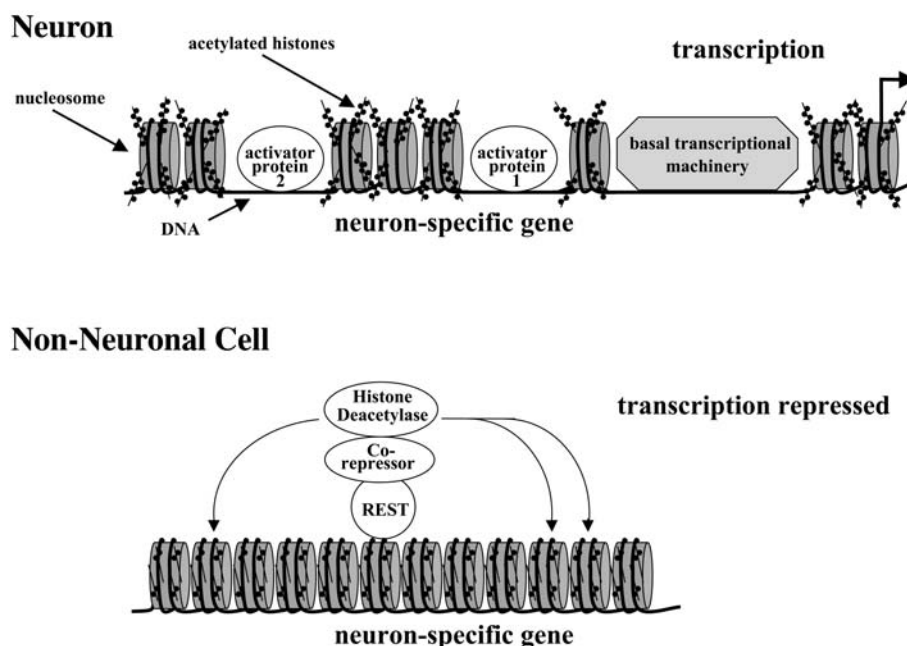 Neuron
acetylated histones
transcription
nucleosome
activator
protein
2
activator
protein
1
basal transcriptional
machinery
DNA
neuron-specific gene
Non-Neuronal Cell
Histone
Deacetylase
transcription repressed
Co-
repressor
REST
neuron-specific gene